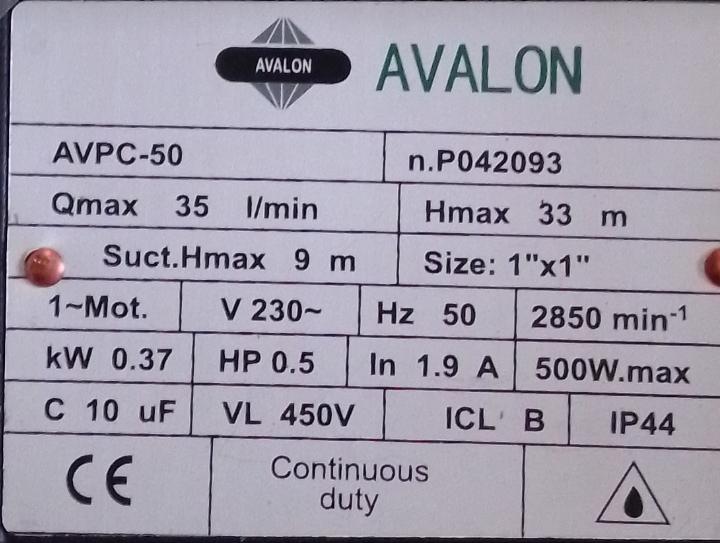 AVALON AVALON
AVPC-50 n.P042093
Qmax 35 l/min Hmax 33 m
Suct.Hmax 9 m Size: 1"x1"
1~Mot. V 230~ Hz 50 2850 min⁻¹
kW 0.37 HP 0.5 In 1.9 A 500W.max
C 10 uF VL 450V ICL B IP44
CE Continuous
duty